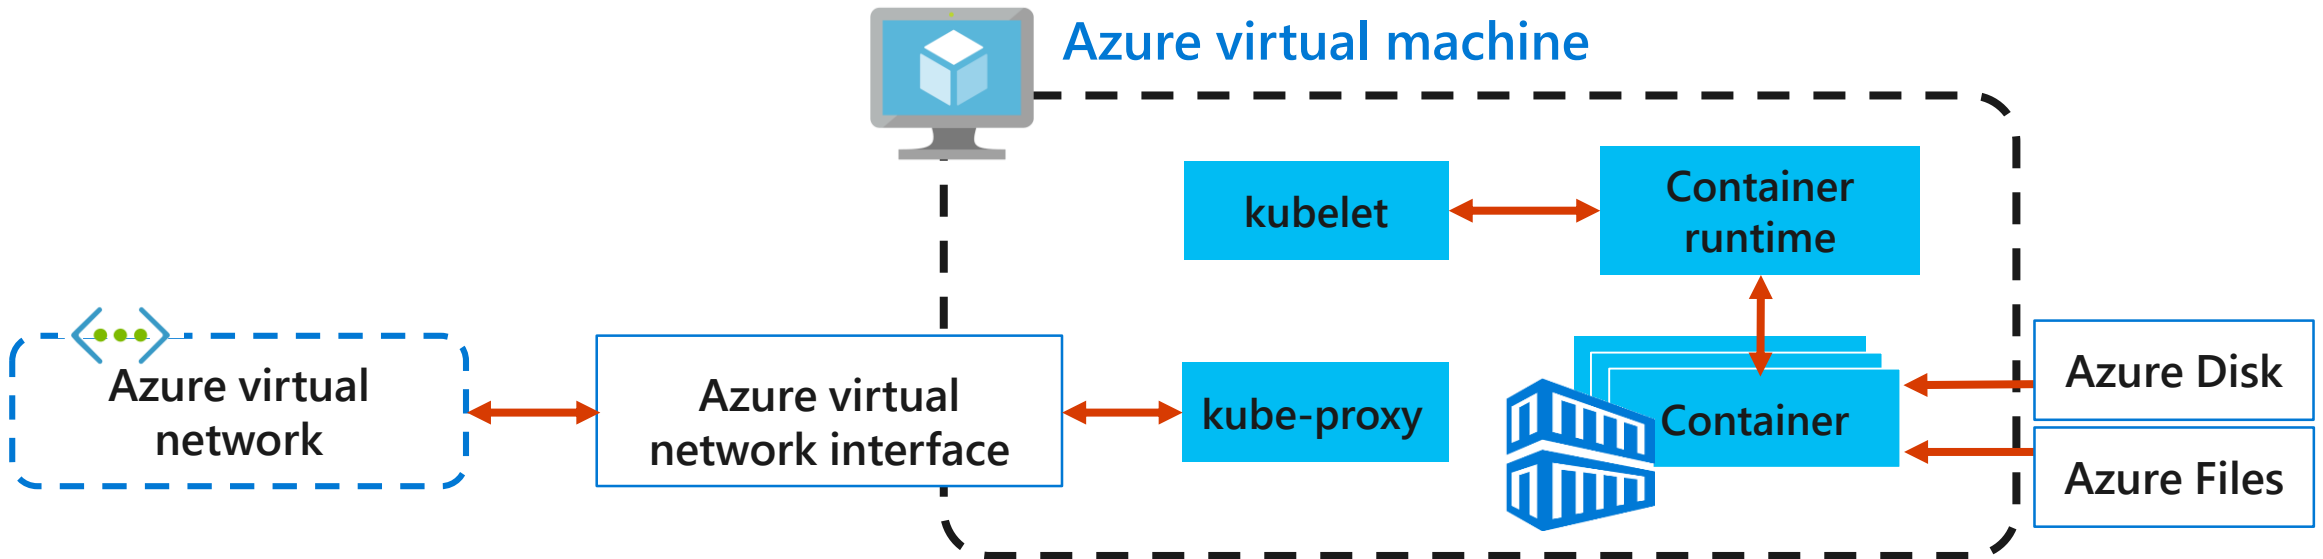 Azure virtual machine
kubelet
Container
runtime
Azure virtual
network
Azure virtual
network interface
kube-proxy
Container
Azure Disk
Azure Files